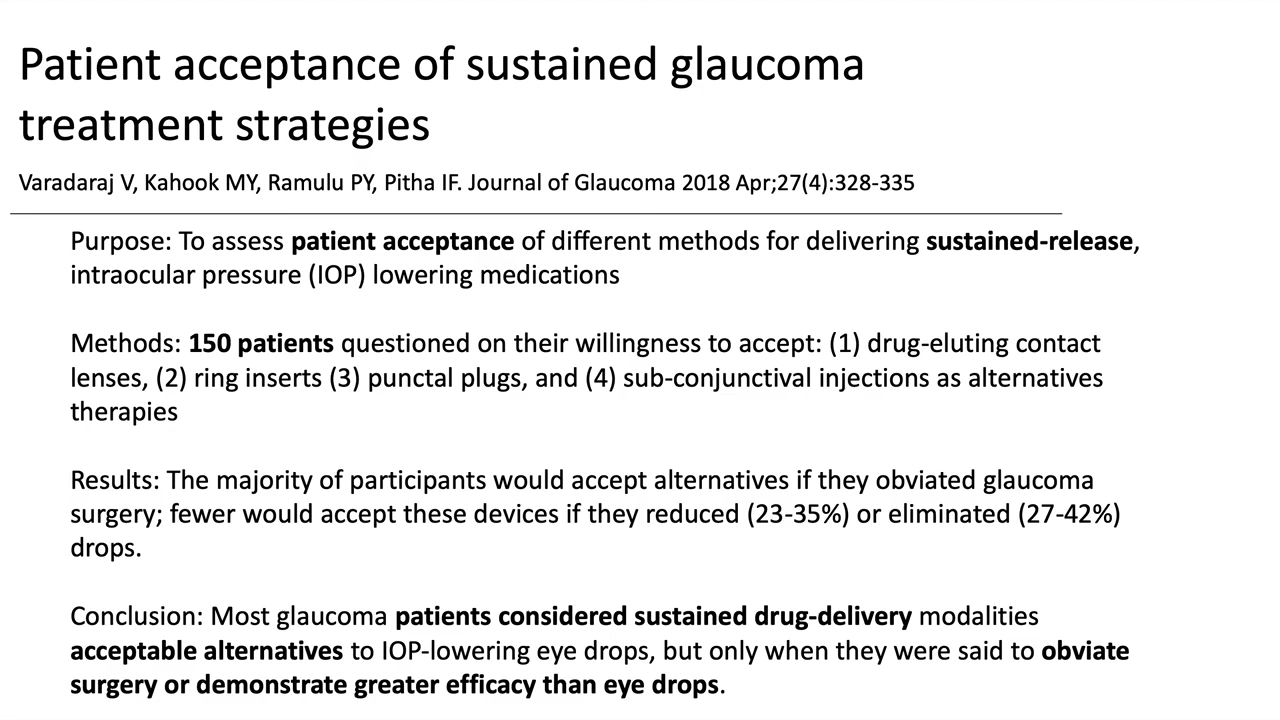 Patient acceptance of sustained glaucoma
treatment strategies
Varadaraj V, Kahook MY, Ramulu PY, Pitha IF. Journal of Glaucoma 2018 Apr;27(4):328-335
Purpose: To assess patient acceptance of different methods for delivering sustained-release,
intraocular pressure (IOP) lowering medications
Methods: 150 patients questioned on their willingness to accept: (1) drug-eluting contact
lenses, (2) ring inserts (3) punctal plugs, and (4) sub-conjunctival injections as alternatives
therapies
Results: The majority of participants would accept alternatives if they obviated glaucoma
surgery; fewer would accept these devices if they reduced (23-35%) or eliminated (27-42%)
drops.
Conclusion: Most glaucoma patients considered sustained drug-delivery modalities
acceptable alternatives to IOP-lowering eye drops, but only when they were said to obviate
surgery or demonstrate greater efficacy than eye drops.